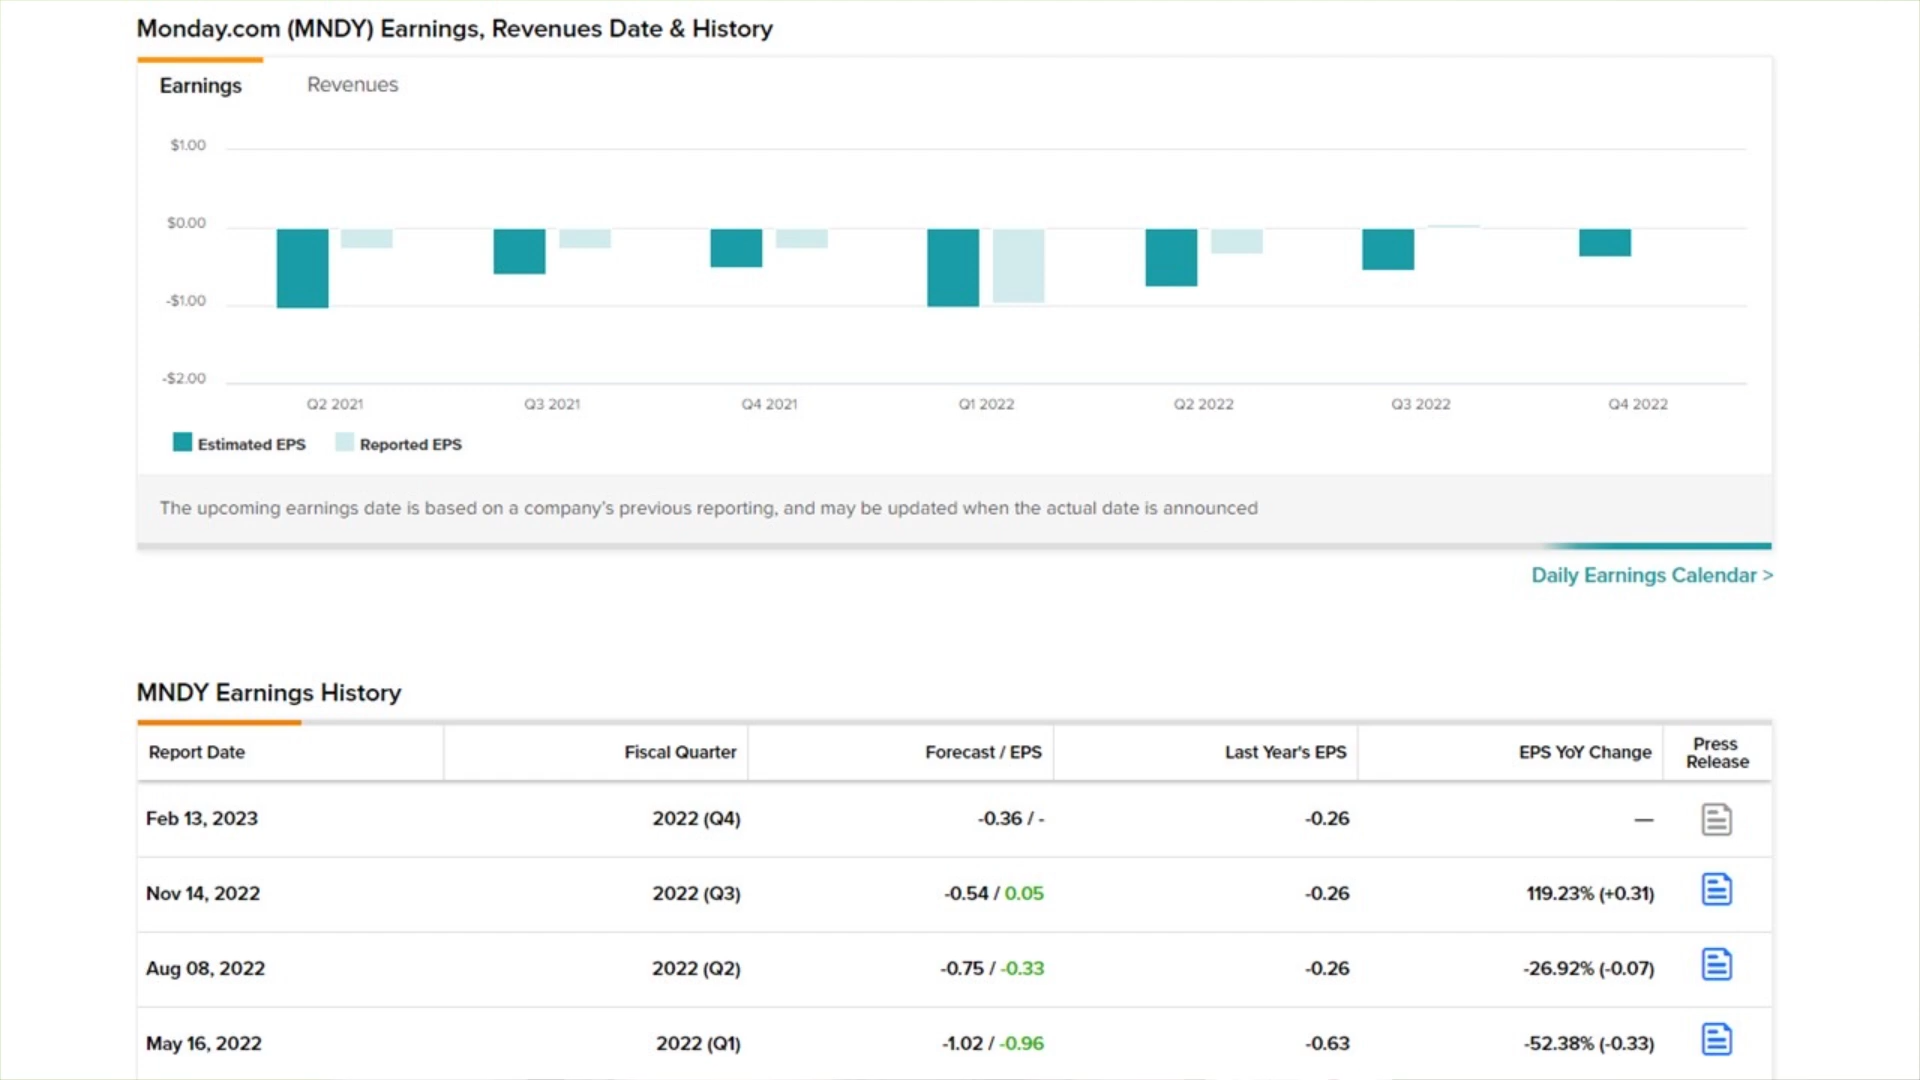 Monday.com (MNDY) Earnings, Revenues Date & History
Earnings Revenues
$1.00
$0.00
-$1.00
-$2.00
Q2 2021 Q3 2021 Q4 2021 Q1 2022 Q2 2022 Q3 2022 Q4 2022
Estimated EPS Reported EPS
The upcoming earnings date is based on a company's previous reporting, and may be updated when the actual date is announced
Daily Earnings Calendar >
MNDY Earnings History
Report Date Fiscal Quarter Forecast / EPS Last Year's EPS EPS YoY Change Press Release
Feb 13, 2023 2022 (Q4) -0.36 / - -0.26 —
Nov 14, 2022 2022 (Q3) -0.54 / 0.05 -0.26 119.23% (+0.31)
Aug 08, 2022 2022 (Q2) -0.75 / -0.33 -0.26 -26.92% (-0.07)
May 16, 2022 2022 (Q1) -1.02 / -0.96 -0.63 -52.38% (-0.33)